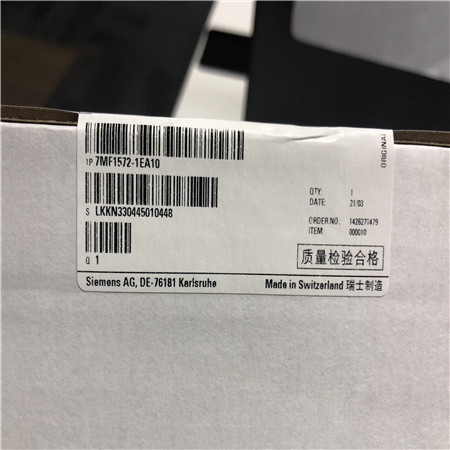 1P 7MF1572-1EA10
S LKKN330445010448
Q 1
QTY: 1
DATE: 21/03
ORDER NO.: 1426271479
ITEM: 000010
质量检验合格
Siemens AG, DE-76181 Karlsruhe
Made in Switzerland 瑞士制造
ORIGINAL